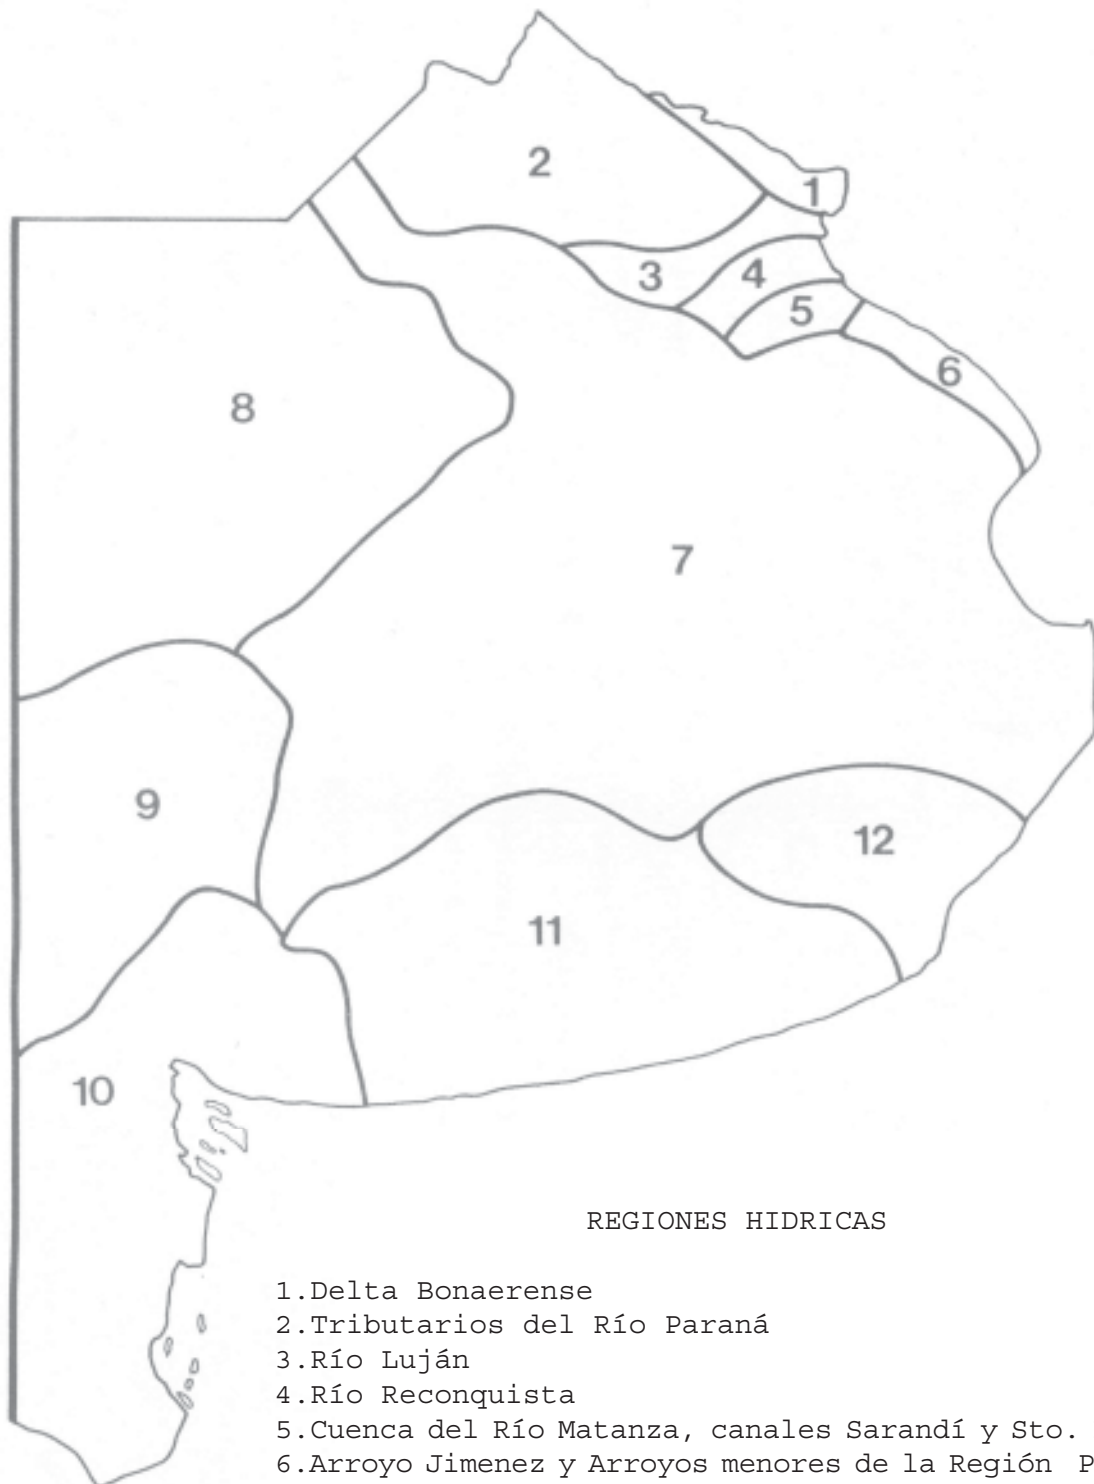 2
1
3
4
5
6
8
7
9
12
11
10
REGIONES HIDRICAS
1.Delta Bonaerense
2.Tributarios del Río Paraná
3.Río Luján
4.Río Reconquista
5.Cuenca del Río Matanza, canales Sarandí y Sto.
6.Arroyo Jimenez y Arroyos menores de la Región P